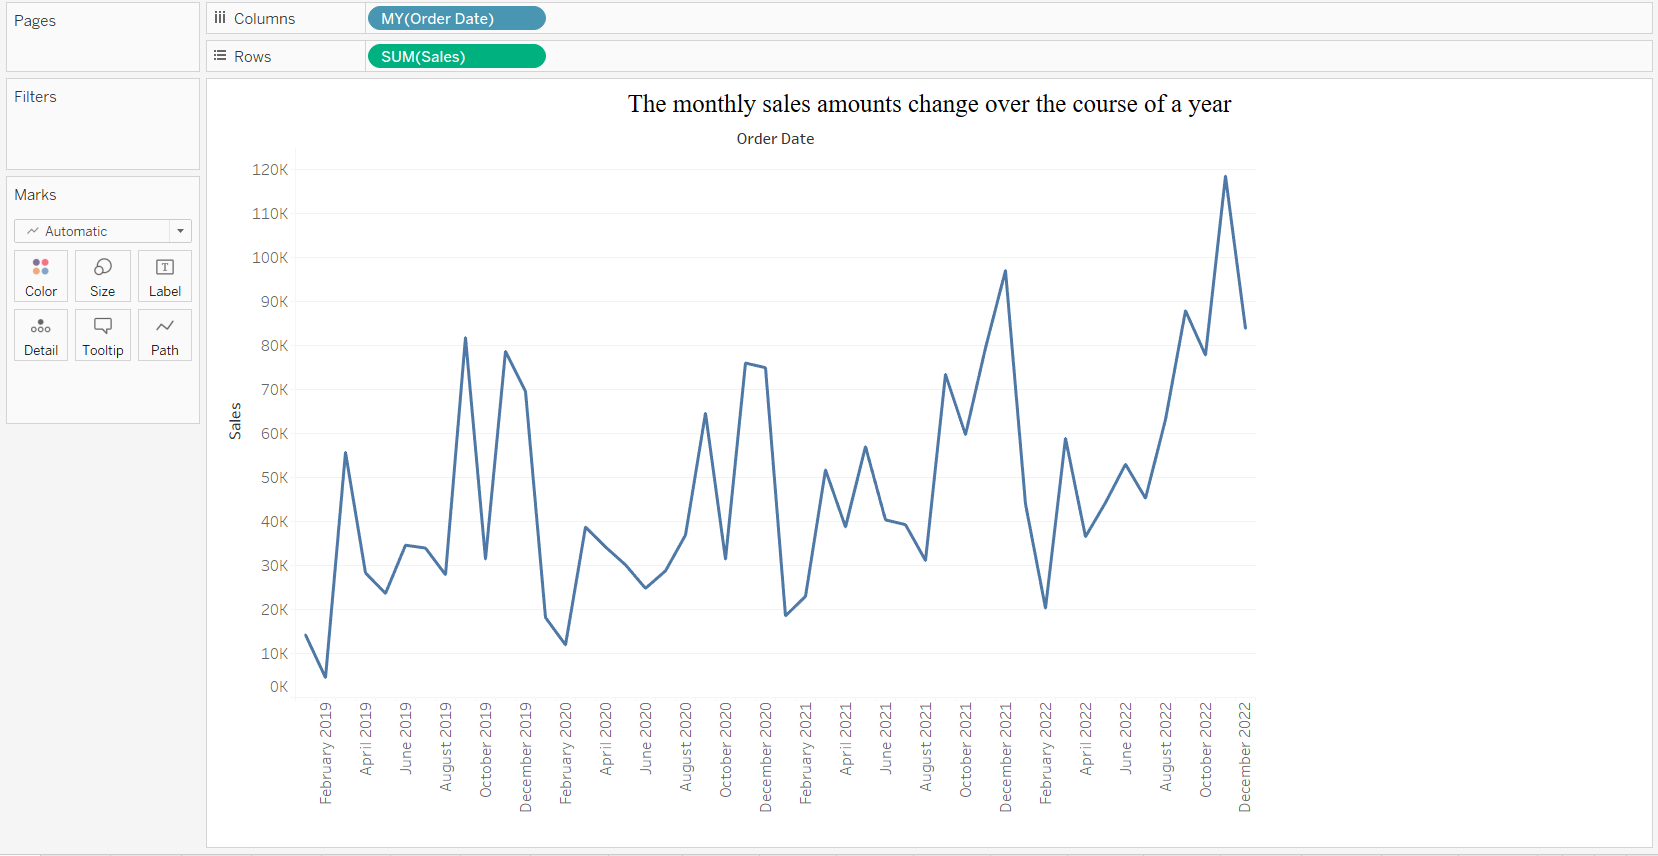 Pages
Columns
MY(Order Date)
Rows
SUM(Sales)
Filters
Marks
Automatic
Color
Size
Label
Detail
Tooltip
Path
The monthly sales amounts change over the course of a year
Order Date
120K
110K
100K
90K
80K
70K
60K
50K
40K
30K
20K
10K
0K
Sales
February 2019
April 2019
June 2019
August 2019
October 2019
December 2019
February 2020
April 2020
June 2020
August 2020
October 2020
December 2020
February 2021
April 2021
June 2021
August 2021
October 2021
December 2021
February 2022
April 2022
June 2022
August 2022
October 2022
December 2022